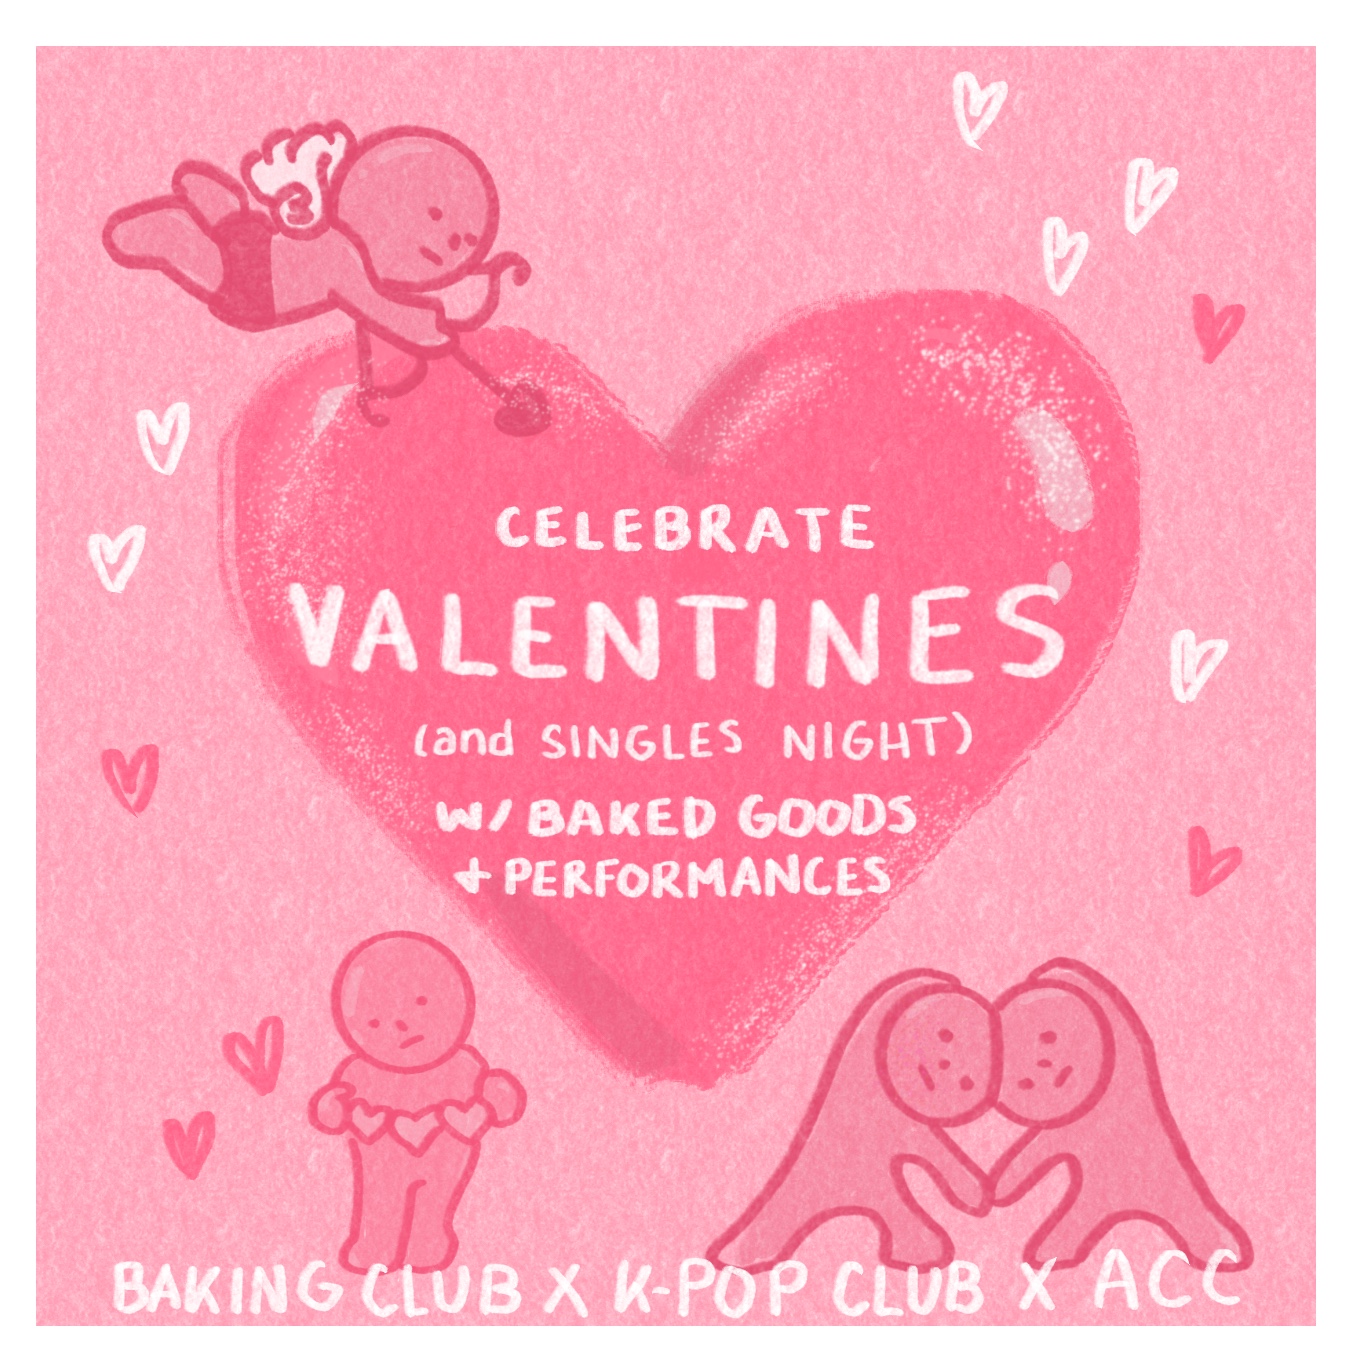 CELEBRATE
VALENTINES
(and SINGLES NIGHT)
W/ BAKED GOODS
+ PERFORMANCES
BAKING CLUB X K-POP CLUB X ACC